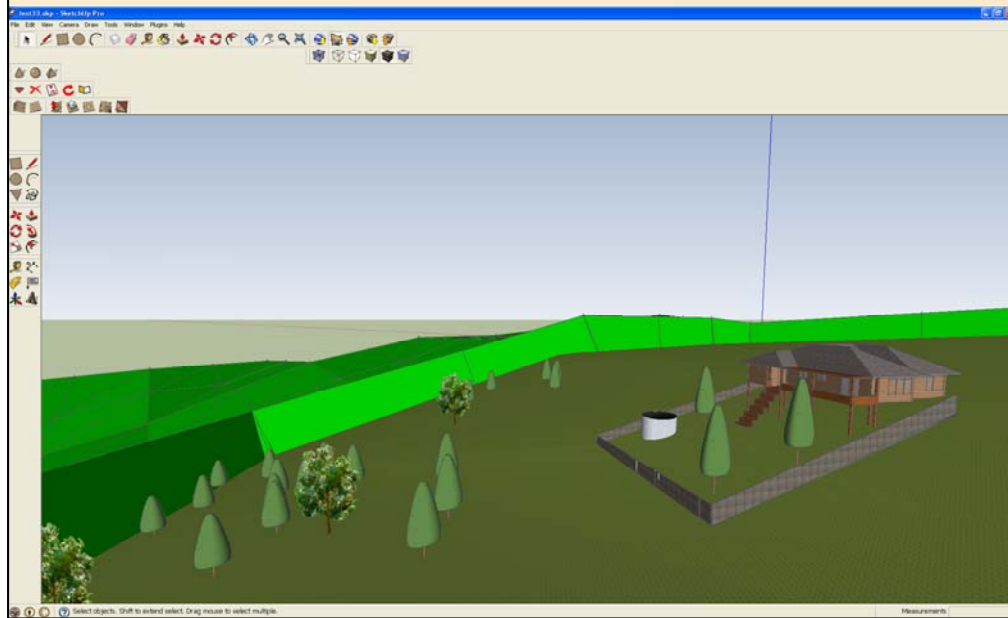 test33.skp - SketchUp Pro
File Edit View Camera Draw Tools Window Plugins Help
Select objects. Shift to extend select. Drag mouse to select multiple.
Measurements